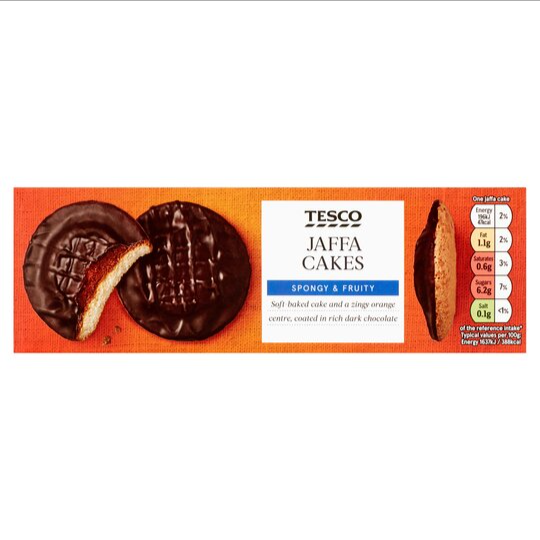 TESCO
JAFFA
CAKES
SPONGY & FRUITY
Soft baked cake and a zingy orange
centre, coated in rich dark chocolate
One jaffa cake
Energy
196kJ
47kcal
2%
Fat
1.1g
2%
Saturates
0.6g
3%
Sugars
6.2g
7%
Salt
0.1g
<1%
of the reference intake*
Typical values per 100g:
Energy 1637kJ / 388kcal